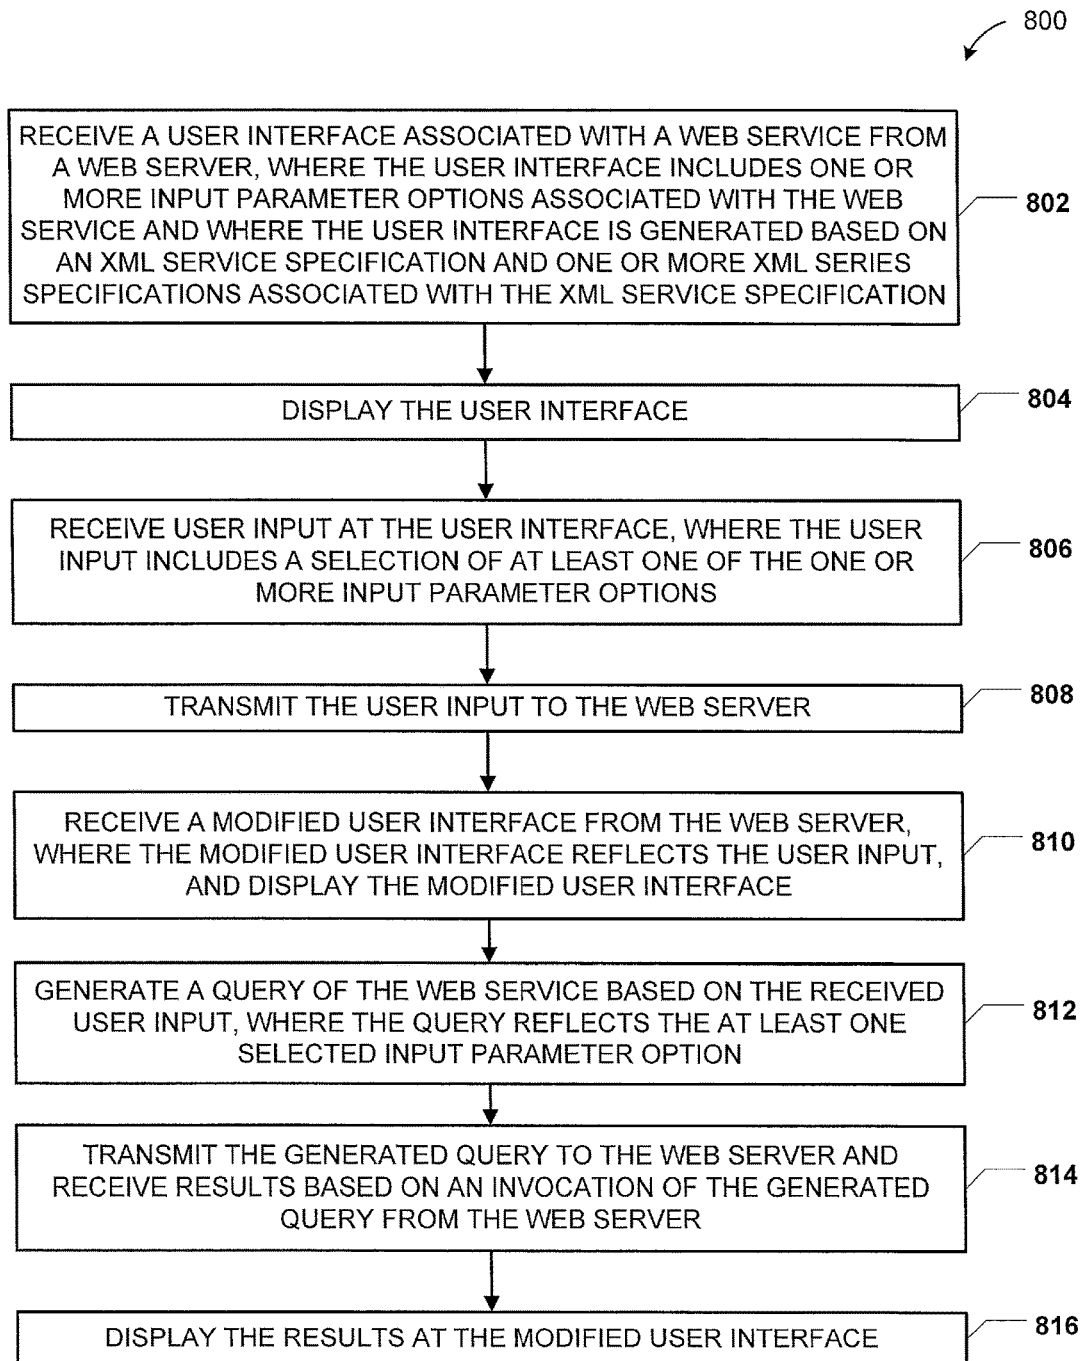 800
RECEIVE A USER INTERFACE ASSOCIATED WITH A WEB SERVICE FROM
A WEB SERVER, WHERE THE USER INTERFACE INCLUDES ONE OR
MORE INPUT PARAMETER OPTIONS ASSOCIATED WITH THE WEB
SERVICE AND WHERE THE USER INTERFACE IS GENERATED BASED ON
AN XML SERVICE SPECIFICATION AND ONE OR MORE XML SERIES
SPECIFICATIONS ASSOCIATED WITH THE XML SERVICE SPECIFICATION
802
DISPLAY THE USER INTERFACE
804
RECEIVE USER INPUT AT THE USER INTERFACE, WHERE THE USER
INPUT INCLUDES A SELECTION OF AT LEAST ONE OF THE ONE OR
MORE INPUT PARAMETER OPTIONS
806
TRANSMIT THE USER INPUT TO THE WEB SERVER
808
RECEIVE A MODIFIED USER INTERFACE FROM THE WEB SERVER,
WHERE THE MODIFIED USER INTERFACE REFLECTS THE USER INPUT,
AND DISPLAY THE MODIFIED USER INTERFACE
810
GENERATE A QUERY OF THE WEB SERVICE BASED ON THE RECEIVED
USER INPUT, WHERE THE QUERY REFLECTS THE AT LEAST ONE
SELECTED INPUT PARAMETER OPTION
812
TRANSMIT THE GENERATED QUERY TO THE WEB SERVER AND
RECEIVE RESULTS BASED ON AN INVOCATION OF THE GENERATED
QUERY FROM THE WEB SERVER
814
DISPLAY THE RESULTS AT THE MODIFIED USER INTERFACE
816